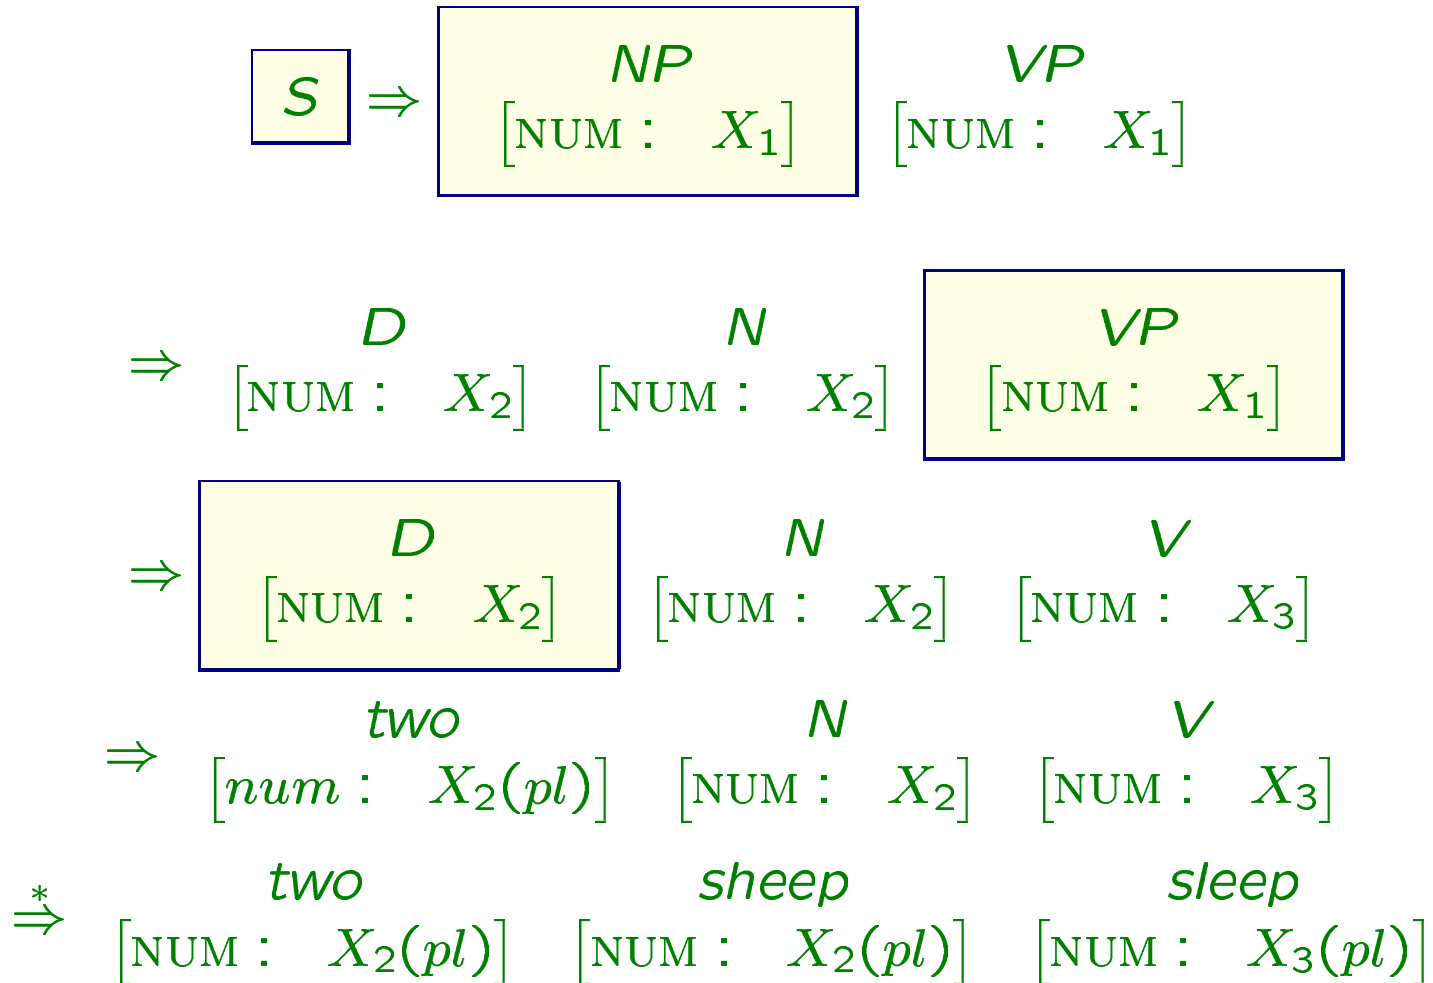 NP VP
S ⇒ [NUM : X₁] [NUM : X₁]
D N VP
⇒ [NUM : X₂] [NUM : X₂] [NUM : X₁]
D N V
⇒ [NUM : X₂] [NUM : X₂] [NUM : X₃]
two N V
⇒ [num : X₂(pl)] [NUM : X₂] [NUM : X₃]
two sheep sleep
*⇒ [NUM : X₂(pl)] [NUM : X₂(pl)] [NUM : X₃(pl)]